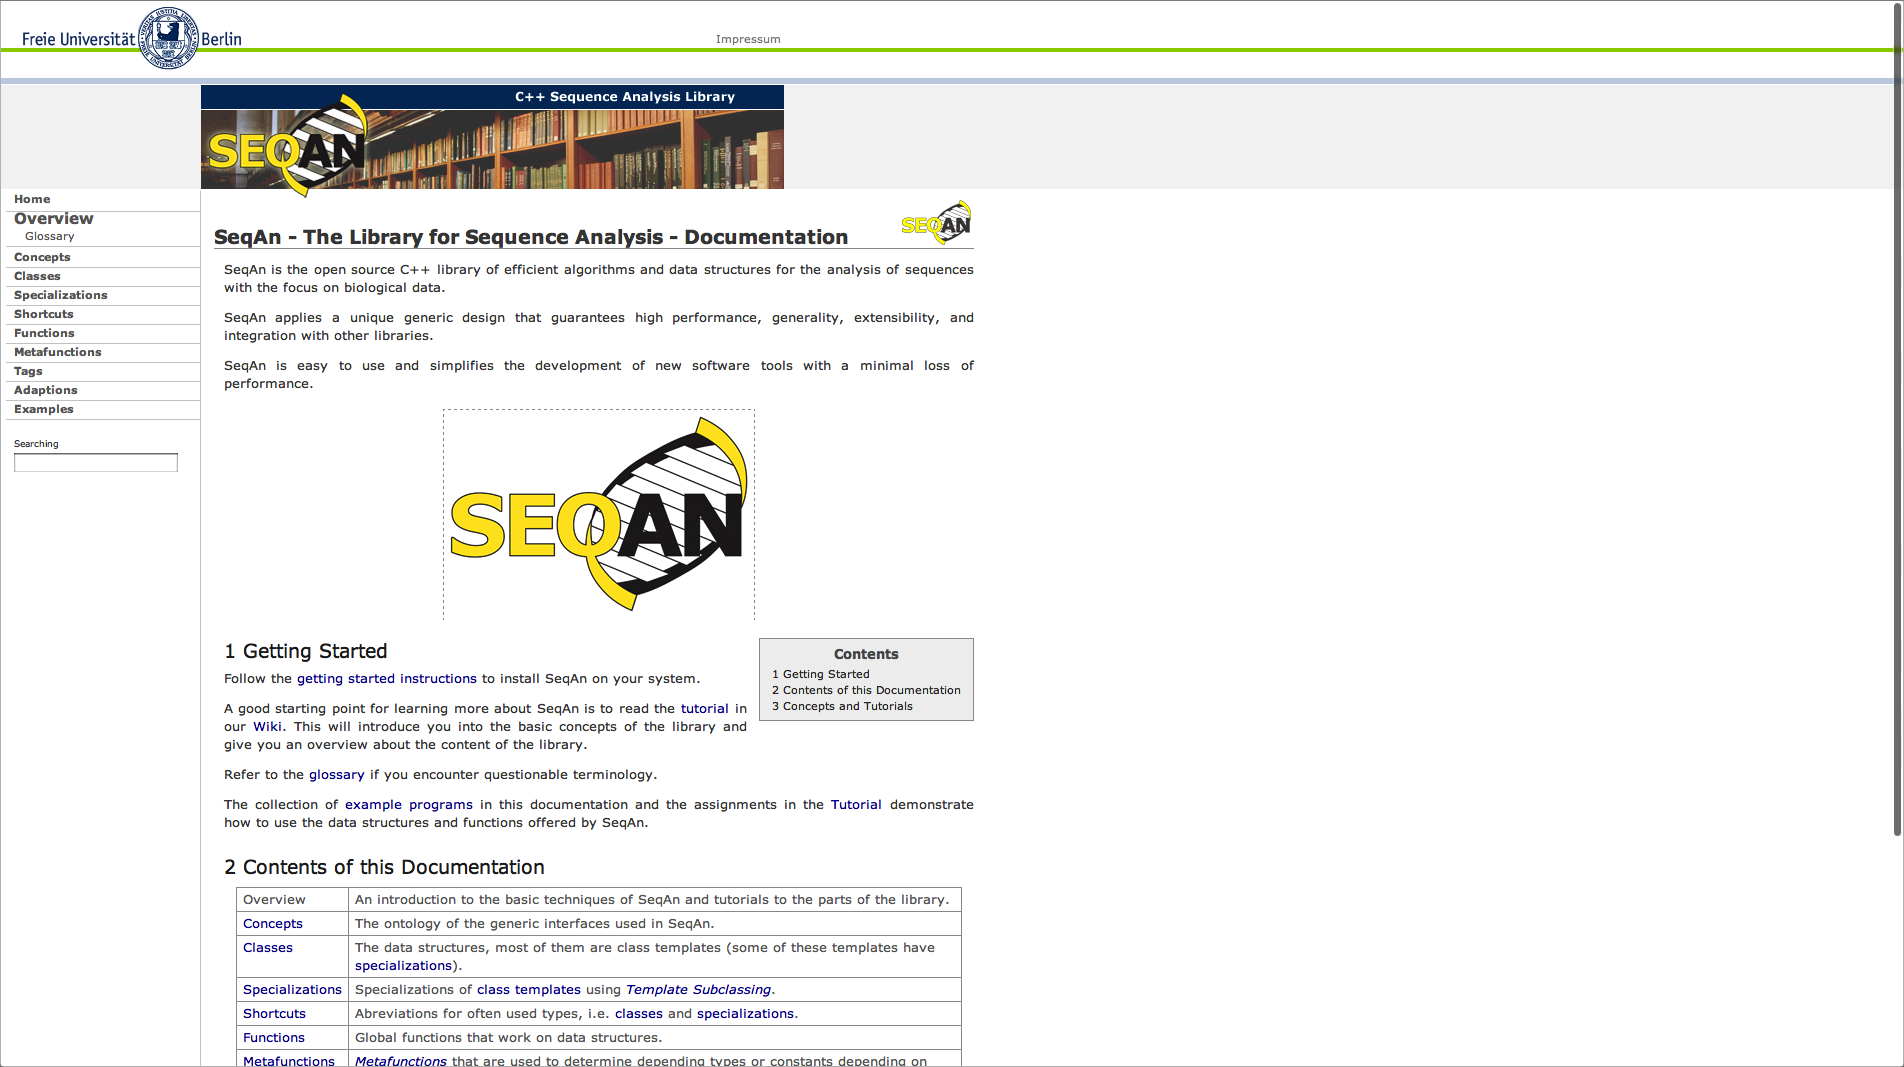 Freie Universität Berlin
Impressum
C++ Sequence Analysis Library
SEQAN
Home
Overview
Glossary
Concepts
Classes
Specializations
Shortcuts
Functions
Metafunctions
Tags
Adaptions
Examples
Searching
SEQAN
SeqAn - The Library for Sequence Analysis - Documentation
SeqAn is the open source C++ library of efficient algorithms and data structures for the analysis of sequences
with the focus on biological data.
SeqAn applies a unique generic design that guarantees high performance, generality, extensibility, and
integration with other libraries.
SeqAn is easy to use and simplifies the development of new software tools with a minimal loss of
performance.
SEQAN
1 Getting Started
Follow the getting started instructions to install SeqAn on your system.
A good starting point for learning more about SeqAn is to read the tutorial in
our Wiki. This will introduce you into the basic concepts of the library and
give you an overview about the content of the library.
Refer to the glossary if you encounter questionable terminology.
The collection of example programs in this documentation and the assignments in the Tutorial demonstrate
how to use the data structures and functions offered by SeqAn.
Contents
1 Getting Started
2 Contents of this Documentation
3 Concepts and Tutorials
2 Contents of this Documentation
Overview An introduction to the basic techniques of SeqAn and tutorials to the parts of the library.
Concepts The ontology of the generic interfaces used in SeqAn.
Classes The data structures, most of them are class templates (some of these templates have
specializations).
Specializations Specializations of class templates using Template Subclassing.
Shortcuts Abreviations for often used types, i.e. classes and specializations.
Functions Global functions that work on data structures.
Metafunctions Metafunctions that are used to determine depending types or constants depending on